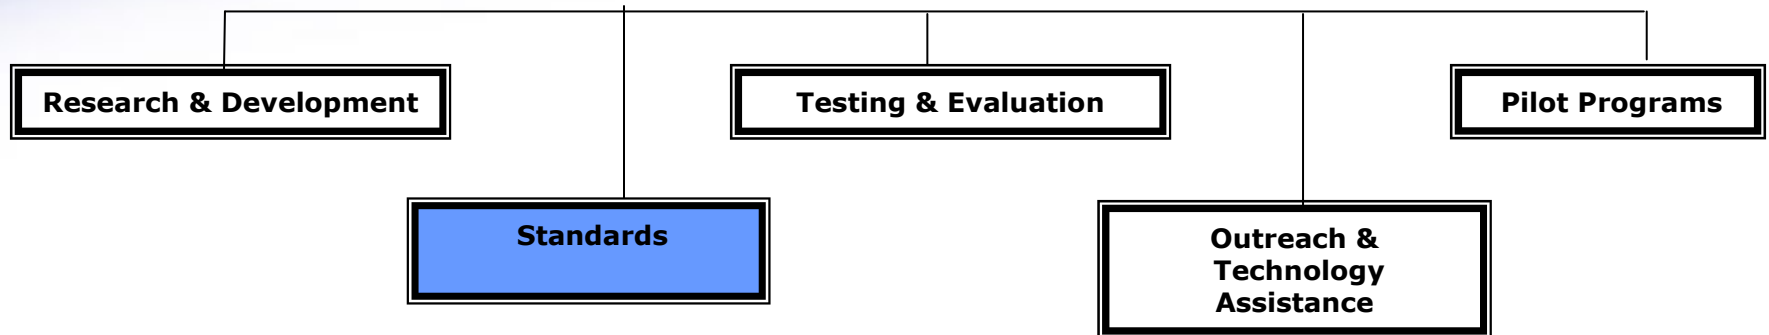 Research & Development
Testing & Evaluation
Pilot Programs
Standards
Outreach &
Technology
Assistance